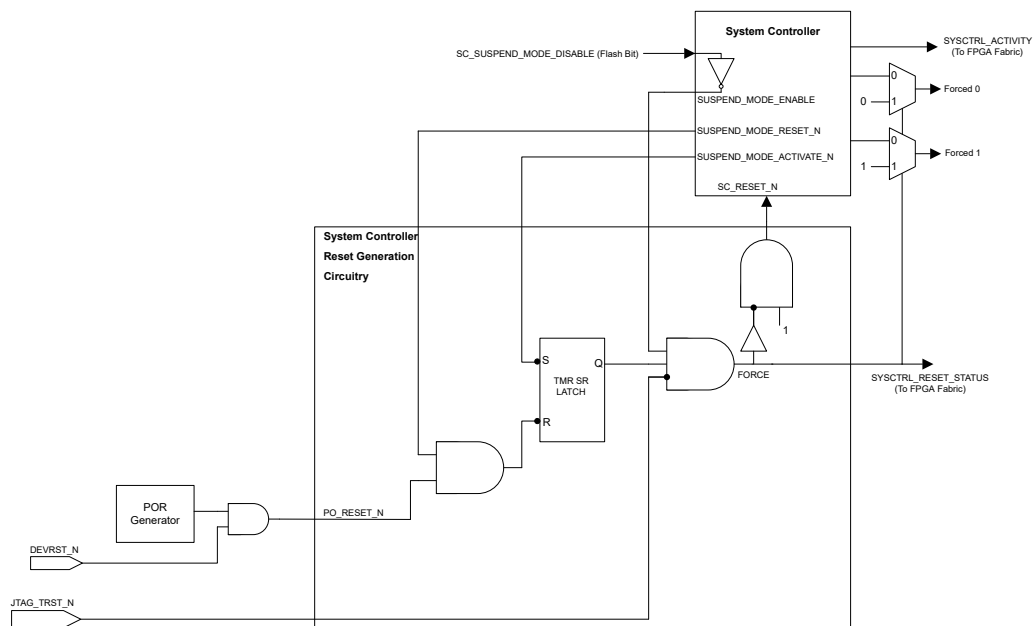 System Controller
SYSCTRL_ACTIVITY
(To FPGA Fabric)
SC_SUSPEND_MODE_DISABLE (Flash Bit)
0
Forced 0
SUSPEND_MODE_ENABLE
0
1
SUSPEND_MODE_RESET_N
0
SUSPEND_MODE_ACTIVATE_N
Forced 1
1
1
SC_RESET_N
System Controller
Reset Generation
Circuitry
1
S
Q
TMR SR
LATCH
FORCE
SYSCTRL_RESET_STATUS
(To FPGA Fabric)
R
POR
Generator
PO_RESET_N
DEVRST_N
JTAG_TRST_N